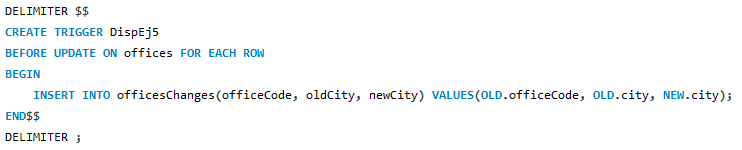 DELIMITER $$
CREATE TRIGGER DispEj5
BEFORE UPDATE ON offices FOR EACH ROW
BEGIN
    INSERT INTO officesChanges(officeCode, oldCity, newCity) VALUES(OLD.officeCode, OLD.city, NEW.city);
END$$
DELIMITER ;